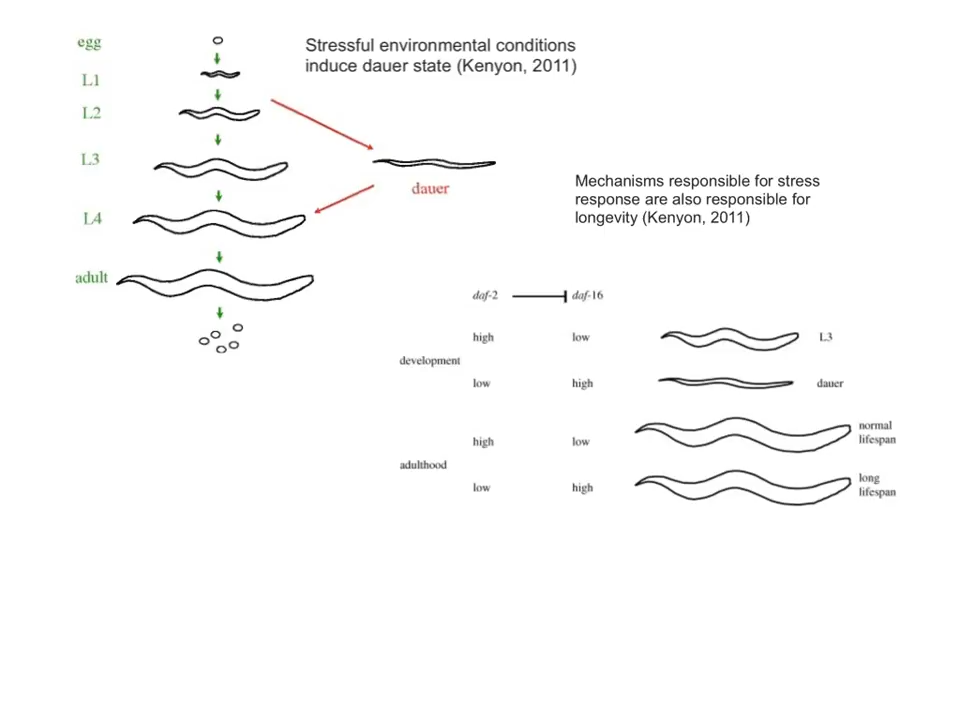 egg
Stressful environmental conditions
induce dauer state (Kenyon, 2011)
L1
L2
L3
dauer
Mechanisms responsible for stress
response are also responsible for
longevity (Kenyon, 2011)
L4
adult
daf-2 daf-16
high low L3
development
low high dauer
high low normal lifespan
adulthood
low high long lifespan